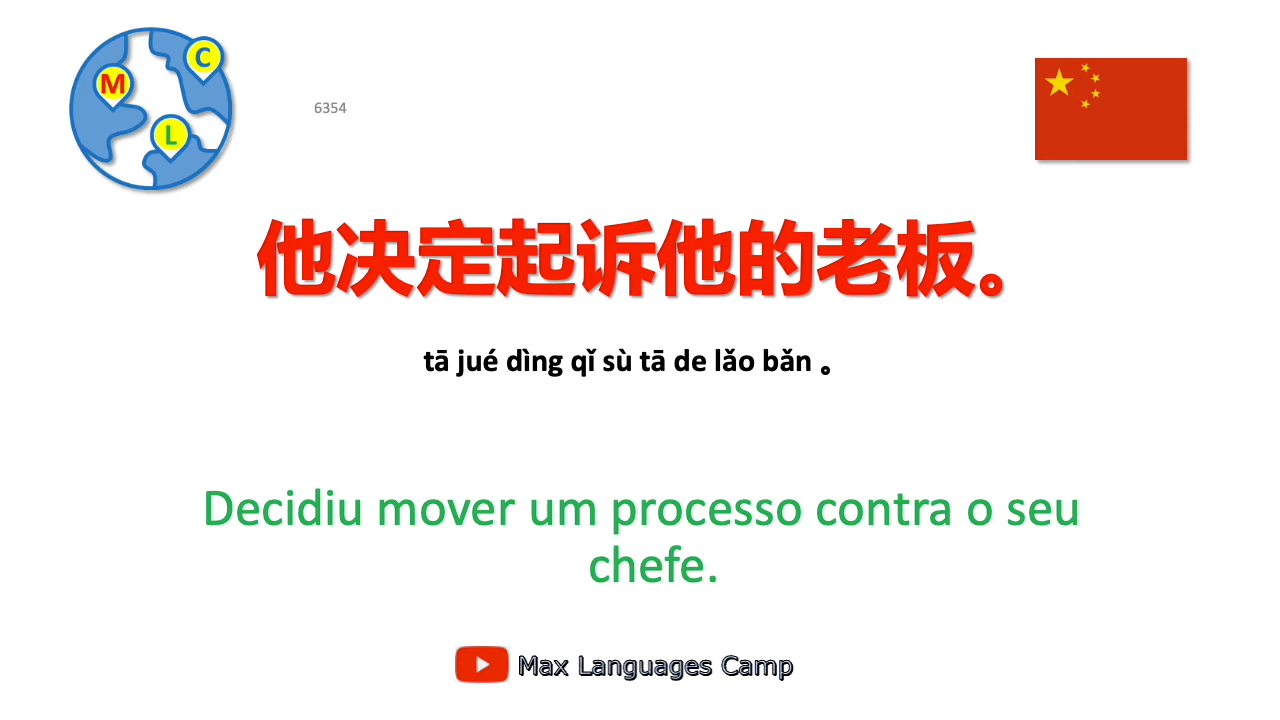 M
C
L
6354
他决定起诉他的老板。
tā jué dìng qǐ sù tā de lǎo bǎn 。
Decidiu mover um processo contra o seu
chefe.
Max Languages Camp